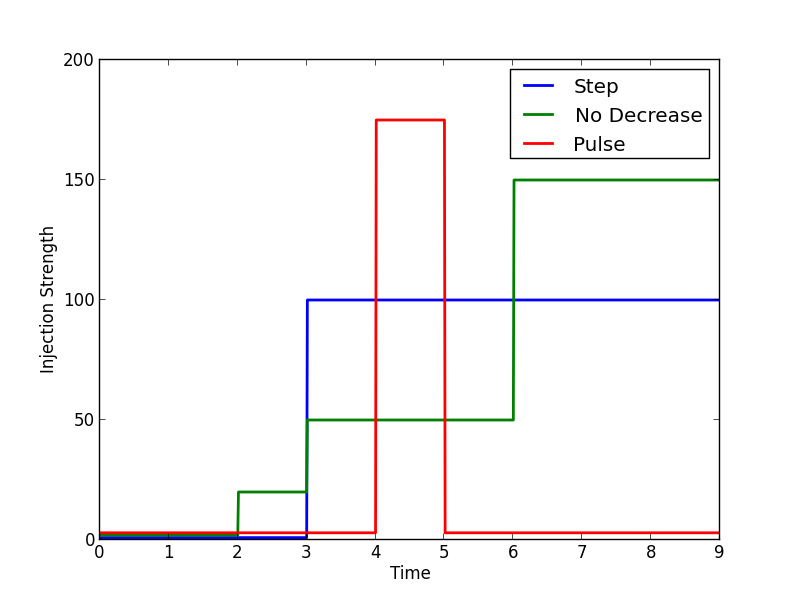 200
150
100
50
0
Injection Strength
Step
No Decrease
Pulse
0 1 2 3 4 5 6 7 8 9
Time